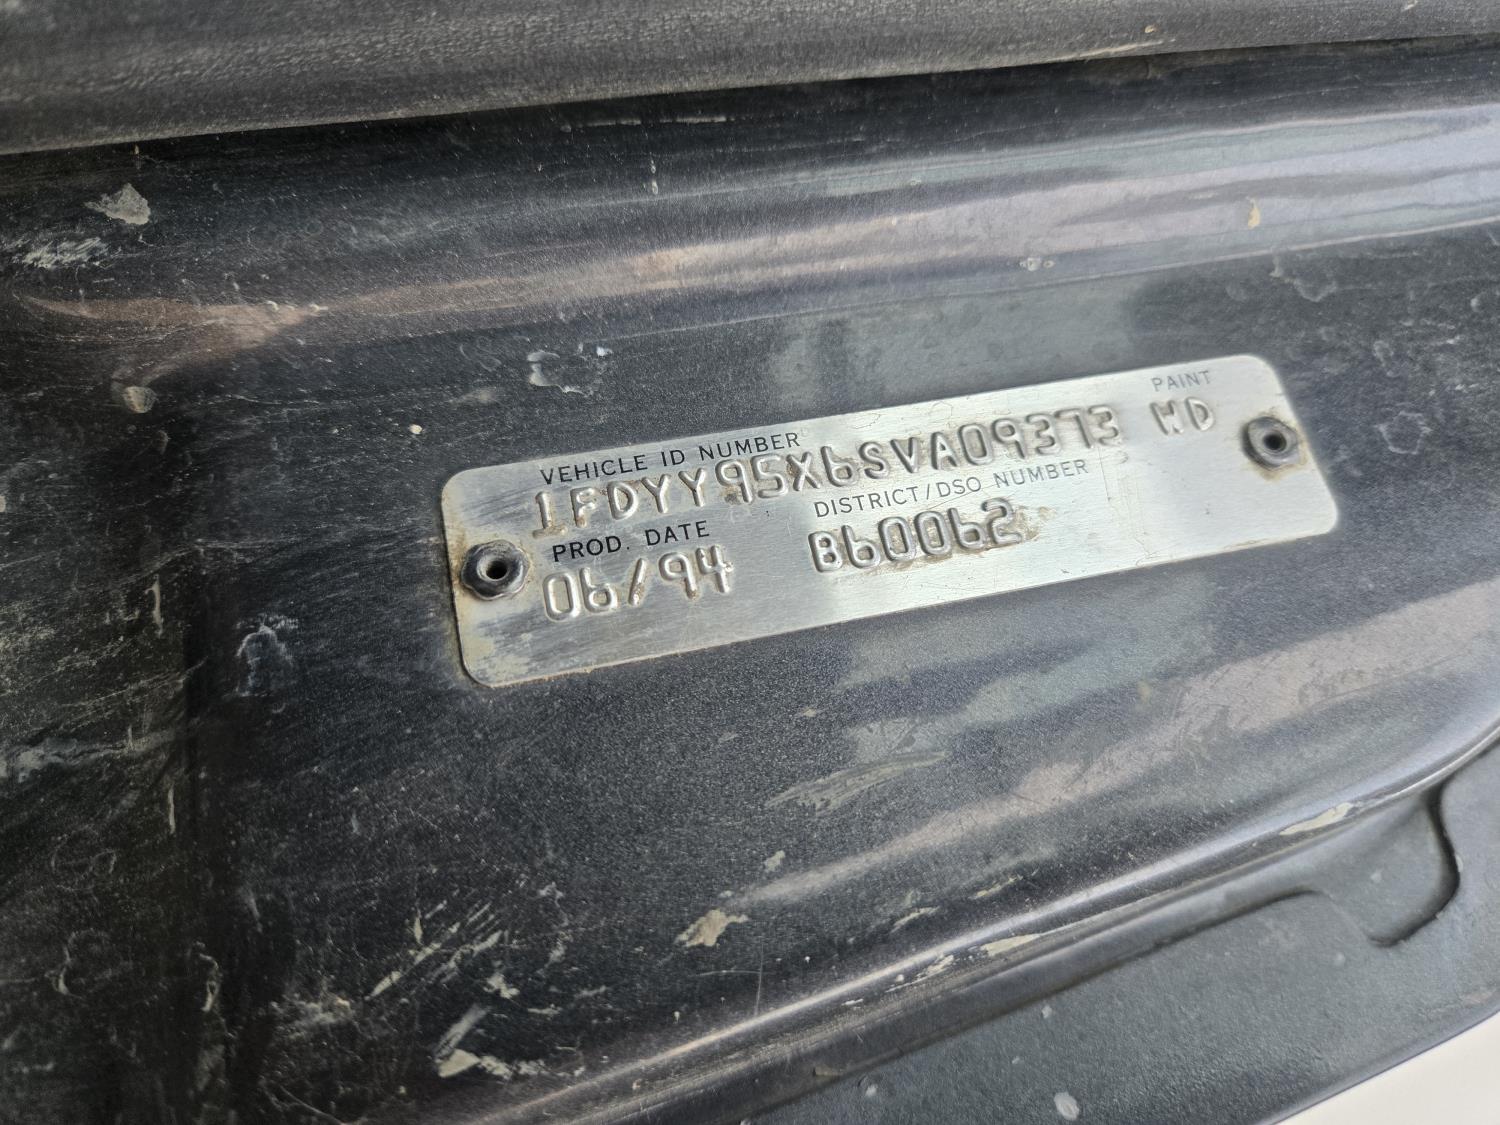 PAINT
VEHICLE ID NUMBER
1FDYY95X6SVA09373 WD
PROD. DATE DISTRICT/DSO NUMBER
06/94 B60062